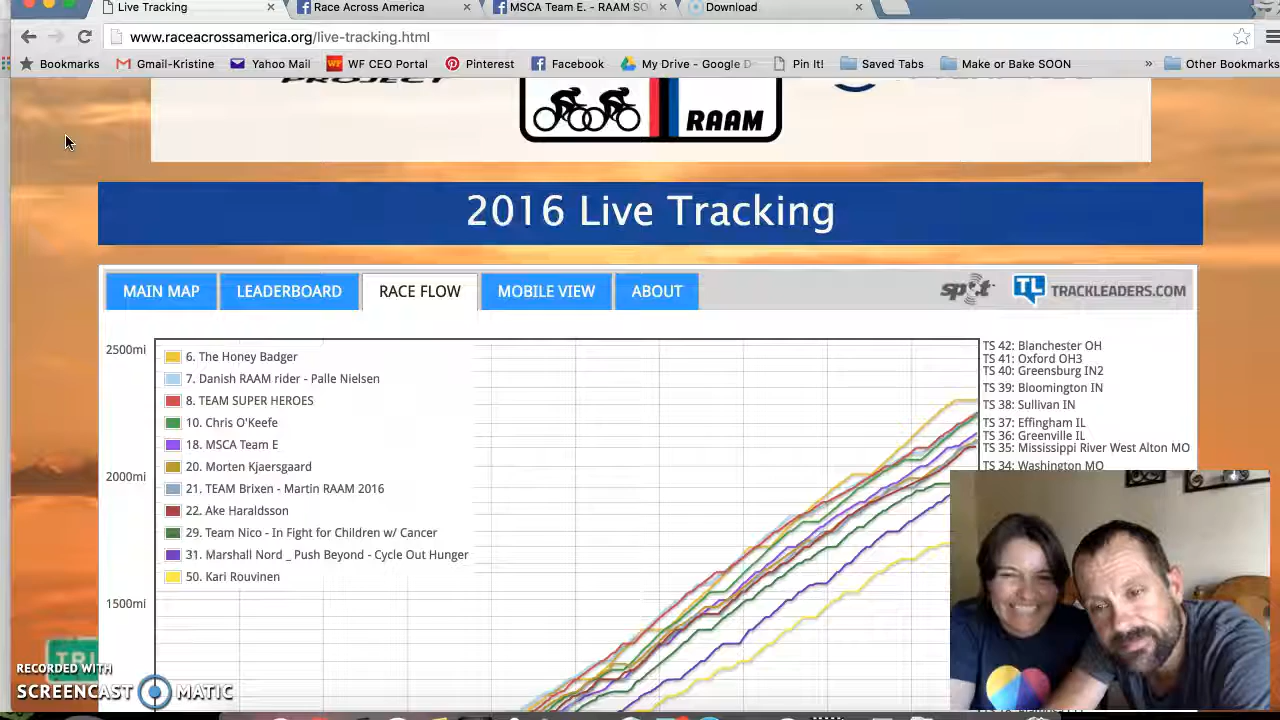 Live Tracking
Race Across America
MSCA Team E. - RAAM SO
Download
www.raceacrossamerica.org/live-tracking.html
Bookmarks
Gmail-Kristine
Yahoo Mail
WF CEO Portal
Pinterest
Facebook
My Drive - Google D
Pin It!
Saved Tabs
Make or Bake SOON
»
Other Bookmarks
PROJECT
RAAM
2016 Live Tracking
MAIN MAP
LEADERBOARD
RACE FLOW
MOBILE VIEW
ABOUT
spot
TL TRACKLEADERS.COM
2500mi
2000mi
1500mi
6. The Honey Badger
7. Danish RAAM rider - Palle Nielsen
8. TEAM SUPER HEROES
10. Chris O'Keefe
18. MSCA Team E
20. Morten Kjaersgaard
21. TEAM Brixen - Martin RAAM 2016
22. Ake Haraldsson
29. Team Nico - In Fight for Children w/ Cancer
31. Marshall Nord _ Push Beyond - Cycle Out Hunger
50. Kari Rouvinen
TS 42: Blanchester OH
TS 41: Oxford OH3
TS 40: Greensburg IN2
TS 39: Bloomington IN
TS 38: Sullivan IN
TS 37: Effingham IL
TS 36: Greenville IL
TS 35: Mississippi River West Alton MO
TS 34: Washington MO
RECORDED WITH
SCREENCAST MATIC